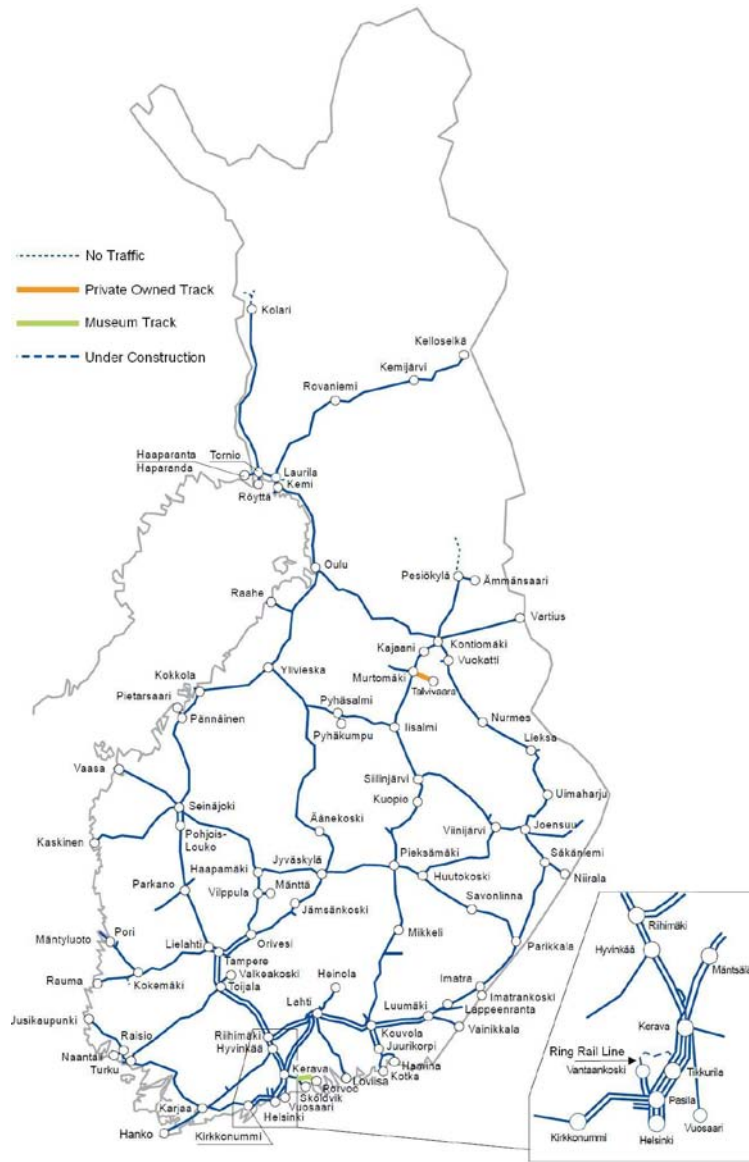 No Traffic
Private Owned Track
Museum Track
Under Construction
Kolari
Kelloselkä
Kemijärvi
Rovaniemi
Haaparanta
Haparanda
Tornio
Laurila
Kemi
Röyttä
Oulu
Pesiökylä
Ämmänsaari
Raahe
Vartius
Kontiomäki
Kajaani
Vuokatti
Ylivieska
Murtomäki
Talvivaara
Kokkola
Pietarsaari
Pännäinen
Pyhäsalmi
Pyhäkumpu
Iisalmi
Nurmes
Lieksa
Vaasa
Siilinjärvi
Kuopio
Uimaharju
Seinäjoki
Pohjois-
Louko
Äänekoski
Viinijärvi
Joensuu
Kaskinen
Haapamäki
Jyväskylä
Pieksämäki
Säkäniemi
Niirala
Parkano
Vilppula
Mänttä
Huutokoski
Savonlinna
Jämsänkoski
Pori
Mäntyluoto
Lielahti
Orivesi
Mikkeli
Parikkala
Tampere
Valkeakoski
Heinola
Rauma
Kokemäki
Toijala
Imatra
Imatrankoski
Lahti
Luumäki
Lappeenranta
Jusikaupunki
Raisio
Riihimäki
Hyvinkää
Kouvola
Vainikkala
Juurikorpi
Naantali
Turku
Kerava
Hamina
Kotka
Porvoo
Loviisa
Sköldvik
Karjaa
Vuosaari
Helsinki
Hanko
Kirkkonummi
Riihimäki
Hyvinkää
Mäntsälä
Kerava
Ring Rail Line
Vantaankoski
Tikkurila
Pasila
Kirkkonummi
Helsinki
Vuosaari